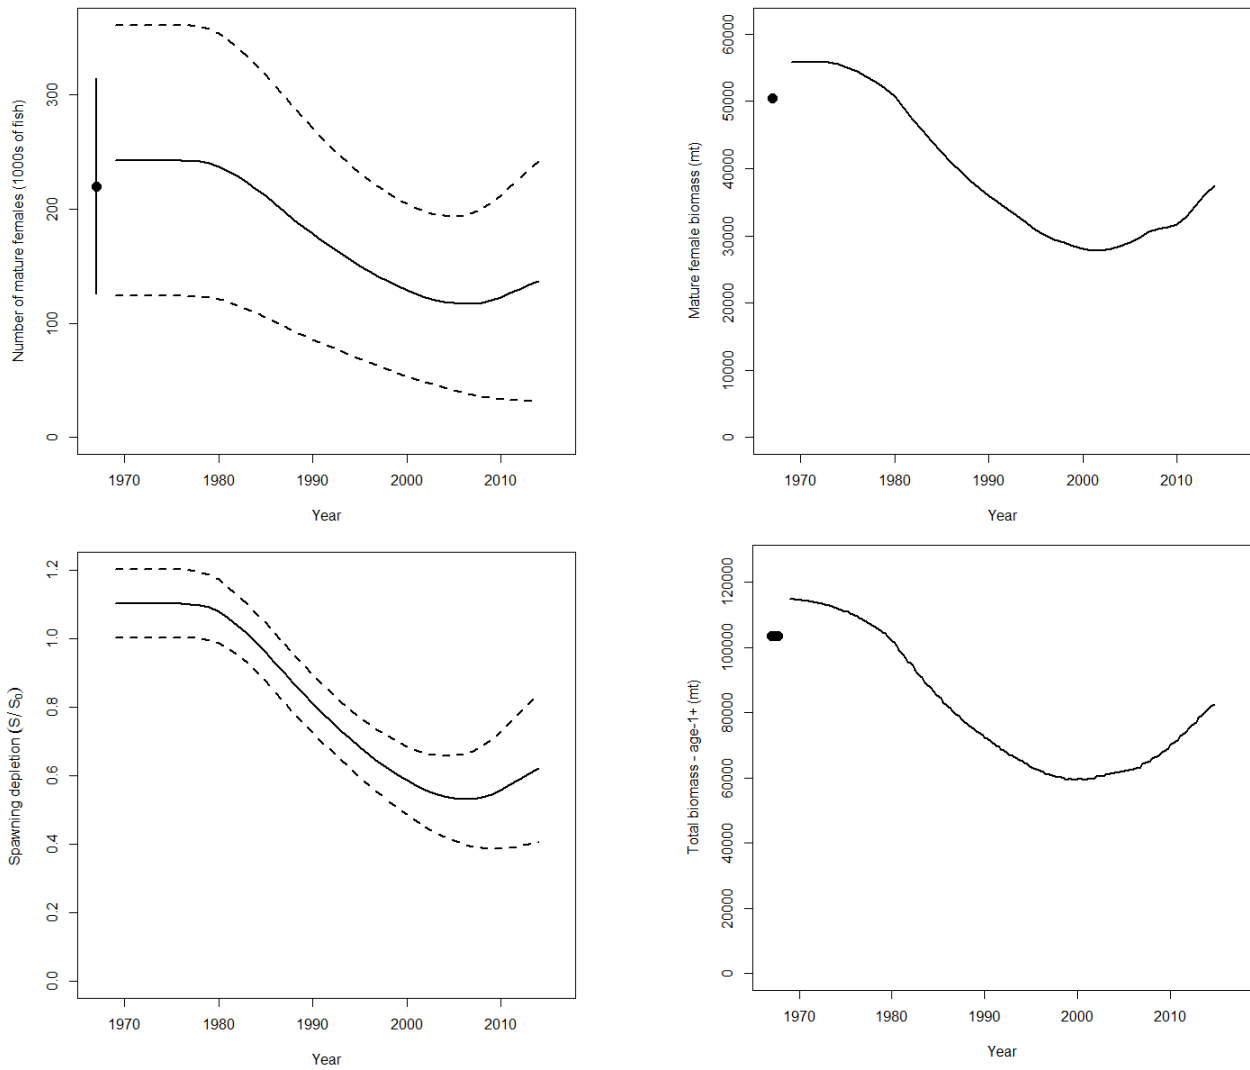 Number of mature females (1000s of fish)
300
200
100
0
1970 1980 1990 2000 2010
Year
Mature female biomass (mt)
60000
50000
40000
30000
20000
10000
0
1970 1980 1990 2000 2010
Year
Spawning depletion (S/ S0)
1.2
1.0
0.8
0.6
0.4
0.2
0.0
1970 1980 1990 2000 2010
Year
Total biomass - age-1+ (mt)
120000
100000
80000
60000
40000
20000
0
1970 1980 1990 2000 2010
Year